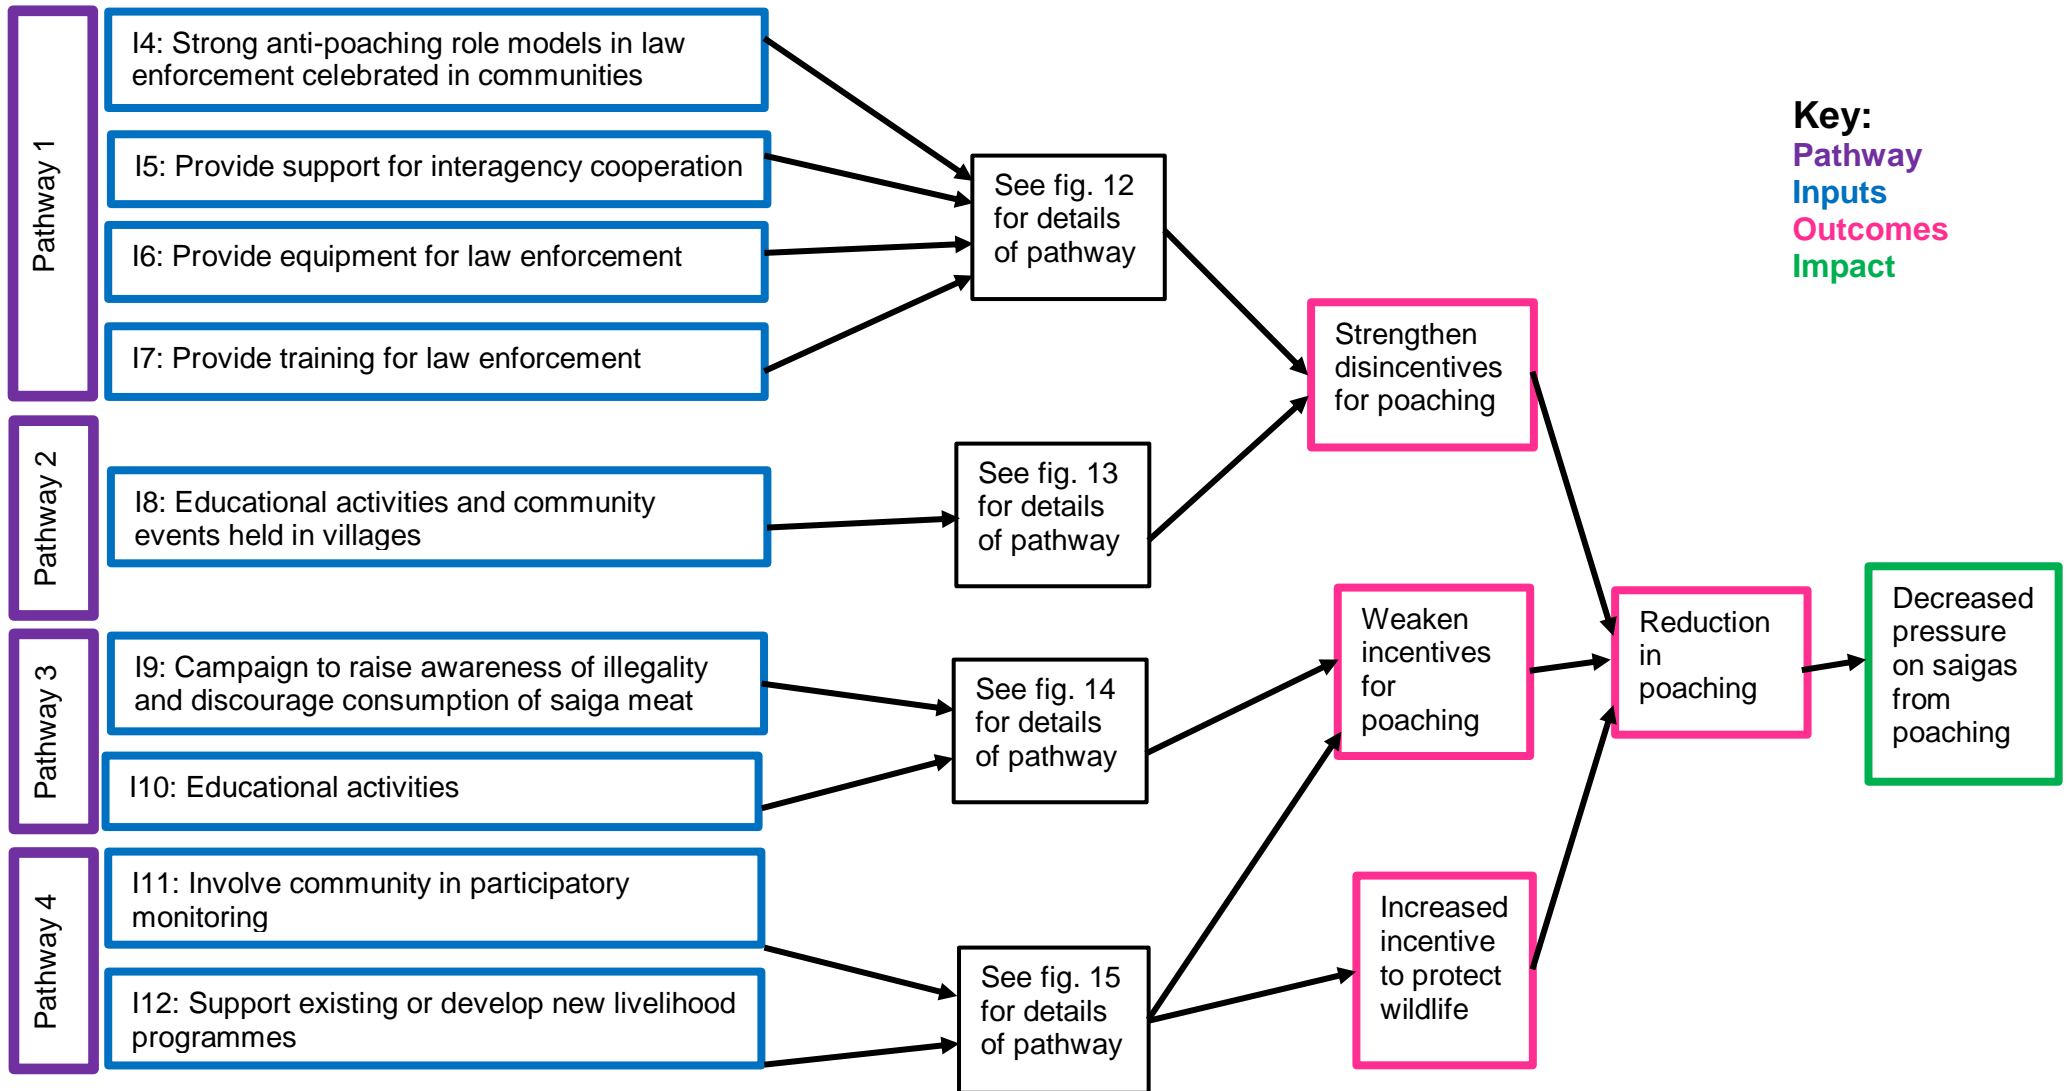 Pathway 1
I4: Strong anti-poaching role models in law
enforcement celebrated in communities
I5: Provide support for interagency cooperation
I6: Provide equipment for law enforcement
I7: Provide training for law enforcement
See fig. 12
for details
of pathway
Key:
Pathway
Inputs
Outcomes
Impact
Strengthen
disincentives
for poaching
Pathway 2
I8: Educational activities and community
events held in villages
See fig. 13
for details
of pathway
Pathway 3
I9: Campaign to raise awareness of illegality
and discourage consumption of saiga meat
I10: Educational activities
See fig. 14
for details
of pathway
Weaken
incentives
for
poaching
Reduction
in
poaching
Decreased
pressure
on saigas
from
poaching
Pathway 4
I11: Involve community in participatory
monitoring
I12: Support existing or develop new livelihood
programmes
See fig. 15
for details
of pathway
Increased
incentive
to protect
wildlife